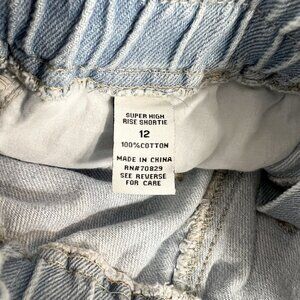 SUPER HIGH
RISE SHORTIE
12
100%COTTON
MADE IN CHINA
RN#70829
SEE REVERSE
FOR CARE